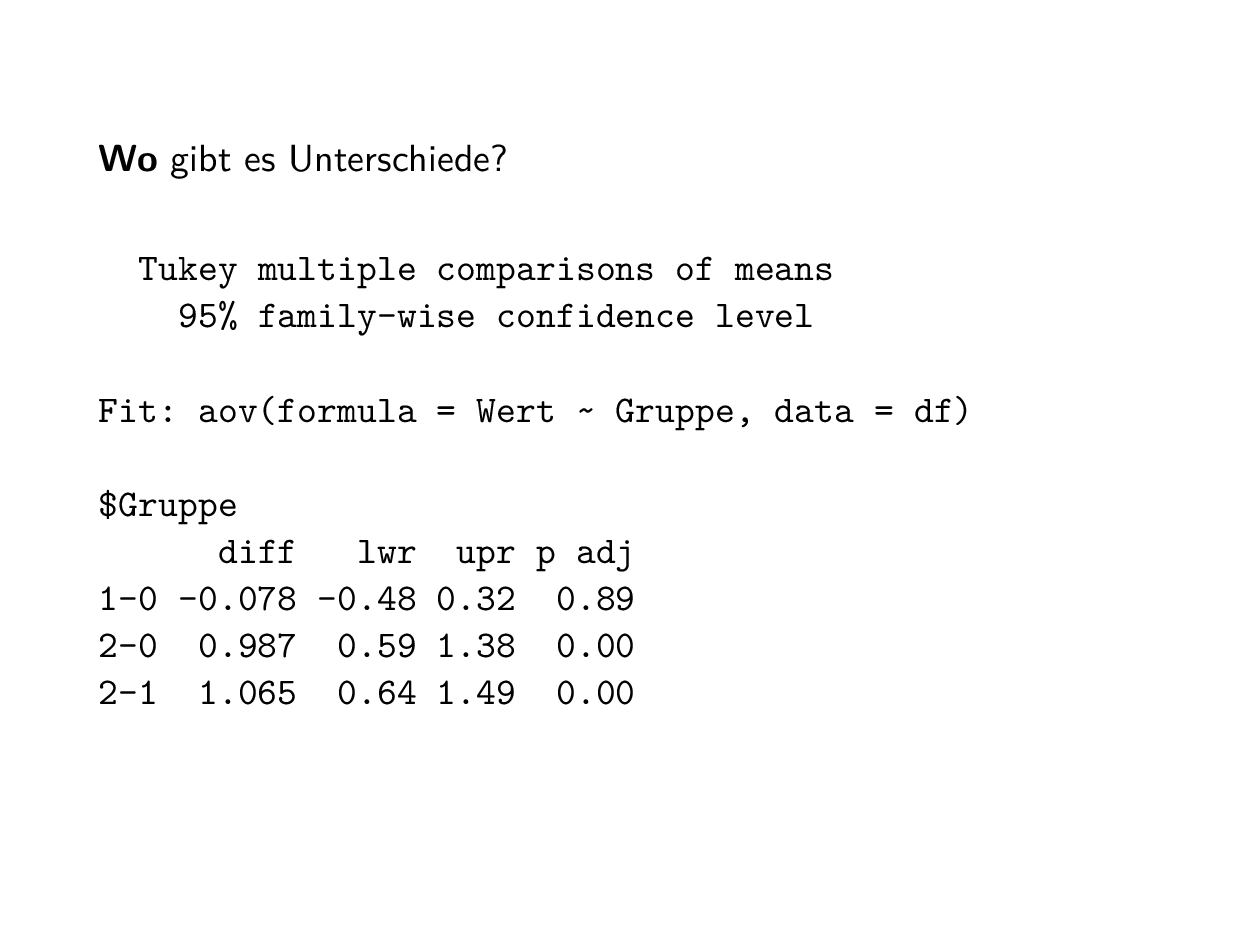 Wo gibt es Unterschiede?
Tukey multiple comparisons of means
95% family-wise confidence level
Fit: aov(formula = Wert ~ Gruppe, data = df)
$Gruppe
diff lwr upr p adj
1-0 -0.078 -0.48 0.32 0.89
2-0 0.987 0.59 1.38 0.00
2-1 1.065 0.64 1.49 0.00